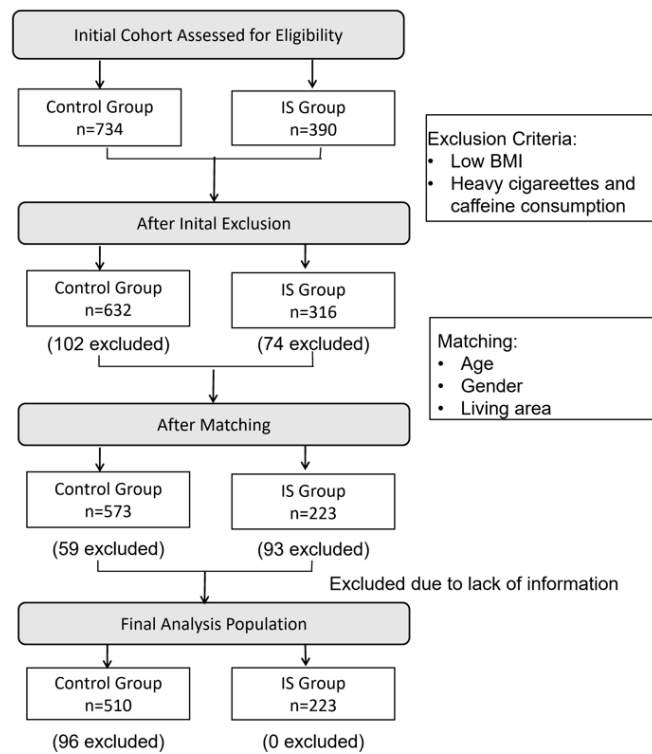 Initial Cohort Assessed for Eligibility
Control Group
n=734
IS Group
n=390
Exclusion Criteria:
• Low BMI
• Heavy cigareettes and
caffeine consumption
After Inital Exclusion
Control Group
n=632
IS Group
n=316
(102 excluded)
(74 excluded)
Matching:
• Age
• Gender
• Living area
After Matching
Control Group
n=573
IS Group
n=223
(59 excluded)
(93 excluded)
Excluded due to lack of information
Final Analysis Population
Control Group
n=510
IS Group
n=223
(96 excluded)
(0 excluded)